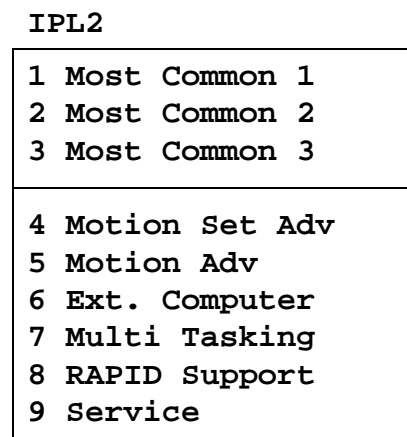 IPL2
1 Most Common 1
2 Most Common 2
3 Most Common 3
4 Motion Set Adv
5 Motion Adv
6 Ext. Computer
7 Multi Tasking
8 RAPID Support
9 Service